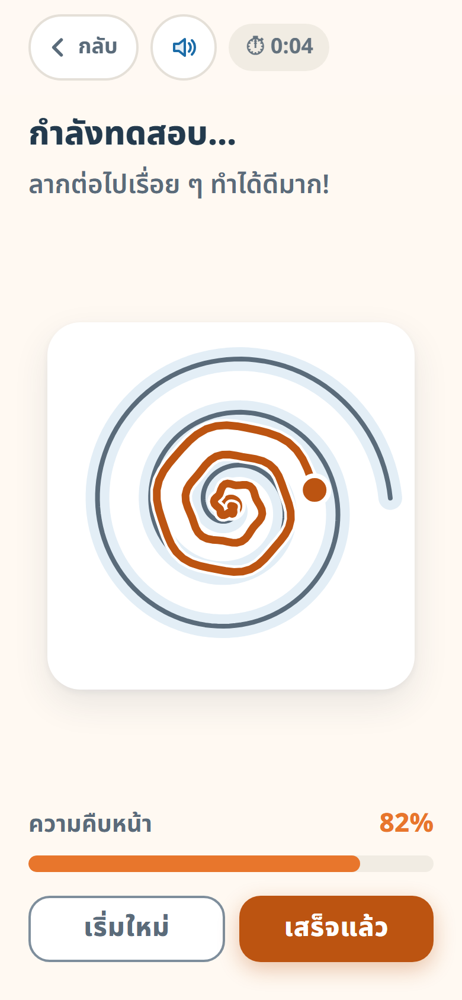 กลับ
0:04
กำลังทดสอบ...
ลากต่อไปเรื่อย ๆ ทำได้ดีมาก!
ความคืบหน้า 82%
เริ่มใหม่ เสร็จแล้ว